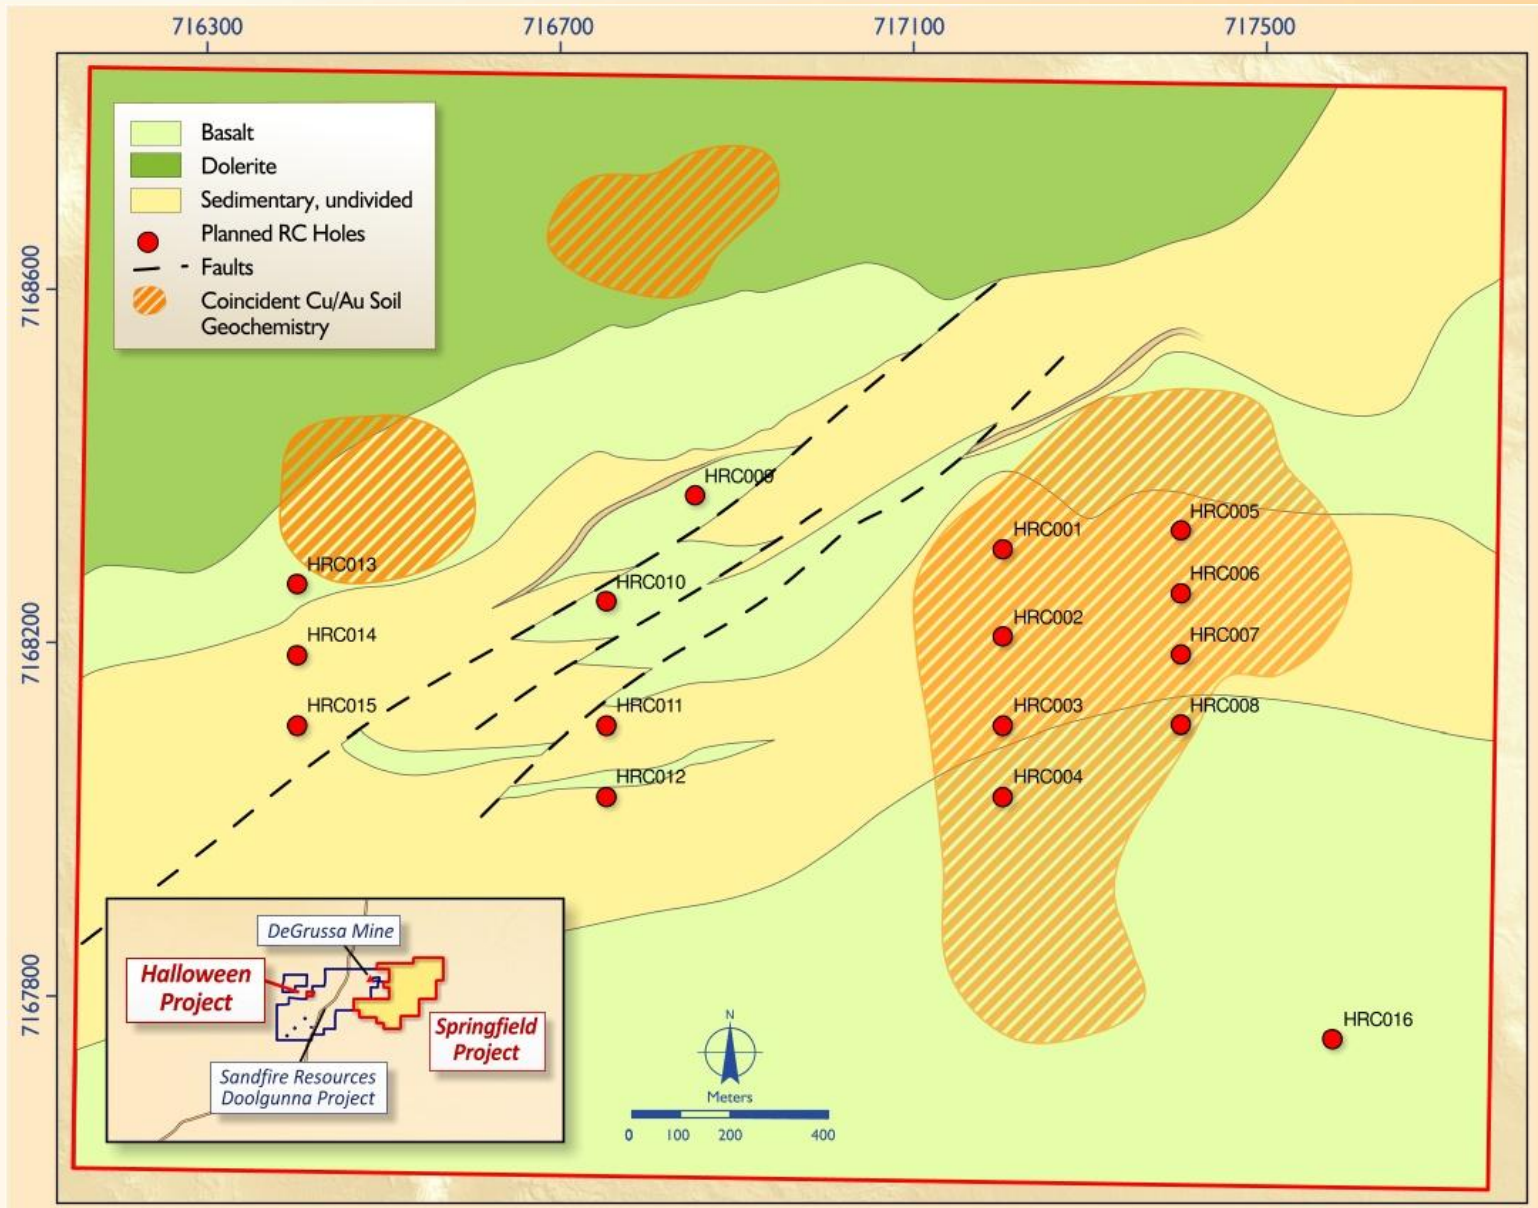 716300
716700
717100
717500
7168600
7168200
7167800
Basalt
Dolerite
Sedimentary, undivided
Planned RC Holes
Faults
Coincident Cu/Au Soil
Geochemistry
HRC009
HRC005
HRC001
HRC013
HRC010
HRC006
HRC002
HRC014
HRC007
HRC015
HRC011
HRC003
HRC008
HRC012
HRC004
HRC016
DeGrussa Mine
Halloween
Project
Springfield
Project
Sandfire Resources
Doolgunna Project
N
Meters
0 100 200 400